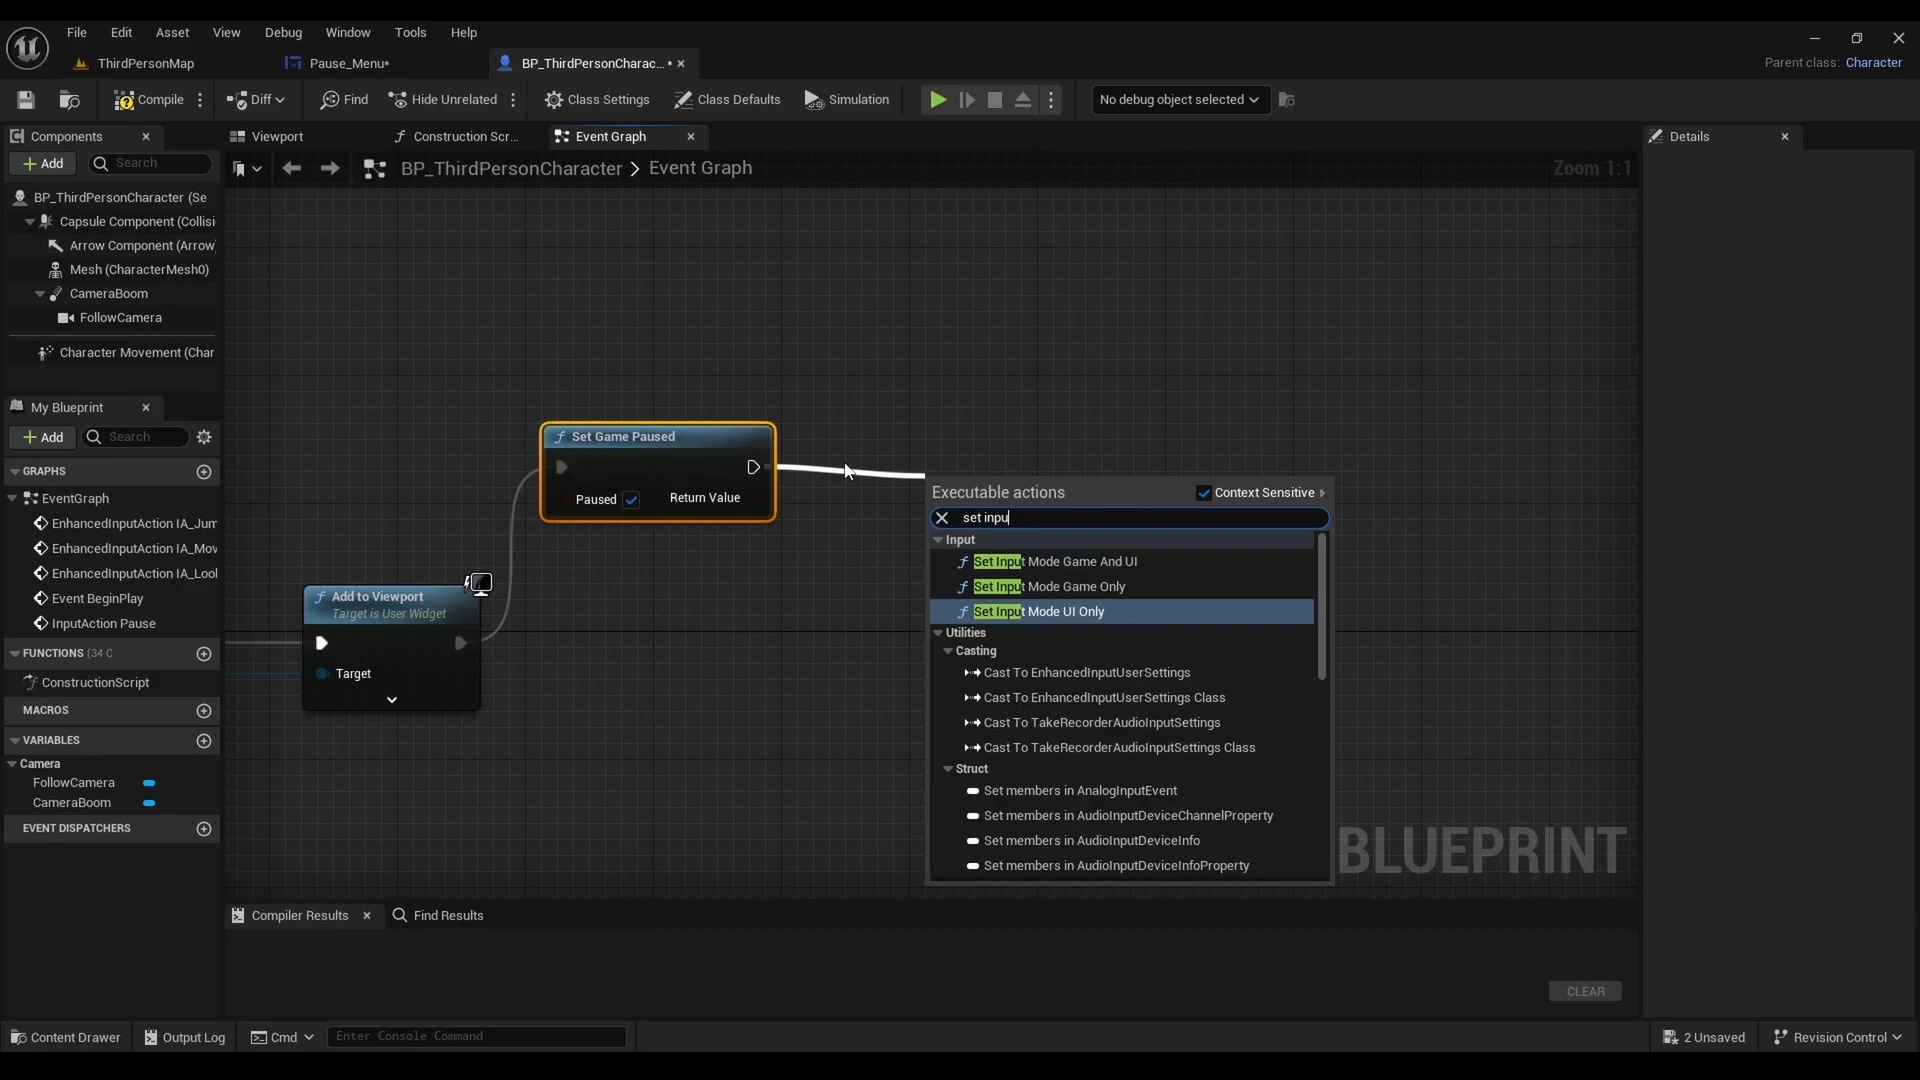 File Edit Asset View Debug Window Tools Help
ThirdPersonMap Pause_Menu* BP_ThirdPersonCharac... *
Parent class: Character
Compile Diff Find Hide Unrelated Class Settings Class Defaults Simulation No debug object selected
Components
Add
Search
BP_ThirdPersonCharacter (Se
Capsule Component (Collisi
Arrow Component (Arrow
Mesh (CharacterMesh0)
CameraBoom
FollowCamera
Character Movement (Char
My Blueprint
Add
Search
GRAPHS
EventGraph
EnhancedInputAction IA_Jum
EnhancedInputAction IA_Mov
EnhancedInputAction IA_Lool
Event BeginPlay
InputAction Pause
FUNCTIONS (34 C
ConstructionScript
MACROS
VARIABLES
Camera
FollowCamera
CameraBoom
EVENT DISPATCHERS
Viewport Construction Scr... Event Graph
BP_ThirdPersonCharacter > Event Graph
Zoom 1:1
Set Game Paused
Paused Return Value
Add to Viewport
Target is User Widget
Target
Executable actions Context Sensitive
set inpu
Input
Set Input Mode Game And UI
Set Input Mode Game Only
Set Input Mode UI Only
Utilities
Casting
Cast To EnhancedInputUserSettings
Cast To EnhancedInputUserSettings Class
Cast To TakeRecorderAudioInputSettings
Cast To TakeRecorderAudioInputSettings Class
Struct
Set members in AnalogInputEvent
Set members in AudioInputDeviceChannelProperty
Set members in AudioInputDeviceInfo
Set members in AudioInputDeviceInfoProperty
BLUEPRINT
Compiler Results Find Results
CLEAR
Details
Content Drawer Output Log Cmd Enter Console Command 2 Unsaved Revision Control